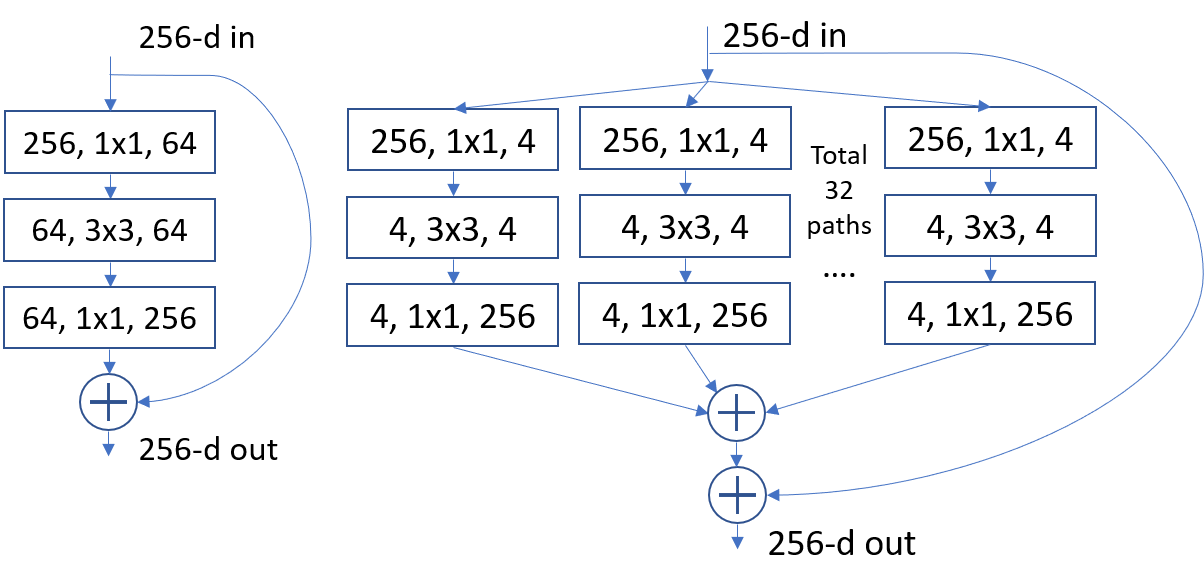 256-d in
256, 1x1, 64
64, 3x3, 64
64, 1x1, 256
256-d out
256-d in
256, 1x1, 4
4, 3x3, 4
4, 1x1, 256
256, 1x1, 4
4, 3x3, 4
4, 1x1, 256
Total
32
paths
....
256, 1x1, 4
4, 3x3, 4
4, 1x1, 256
256-d out